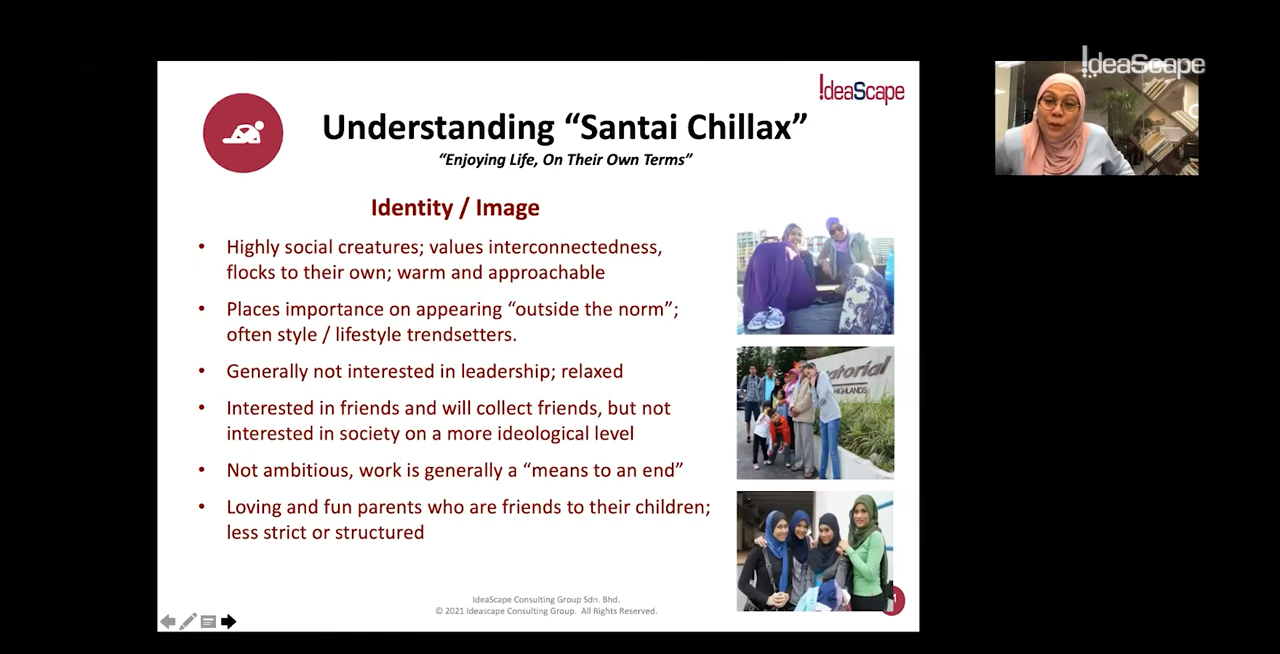 !deaScape
!deaScape
Understanding “Santai Chillax”
“Enjoying Life, On Their Own Terms”
Identity / Image
• Highly social creatures; values interconnectedness,
flocks to their own; warm and approachable
• Places importance on appearing “outside the norm”;
often style / lifestyle trendsetters.
• Generally not interested in leadership; relaxed
• Interested in friends and will collect friends, but not
interested in society on a more ideological level
• Not ambitious, work is generally a “means to an end”
• Loving and fun parents who are friends to their children;
less strict or structured
atorial
HIGHLANDS
IdeaScape Consulting Group Sdn. Bhd.
© 2021 Ideascape Consulting Group. All Rights Reserved.